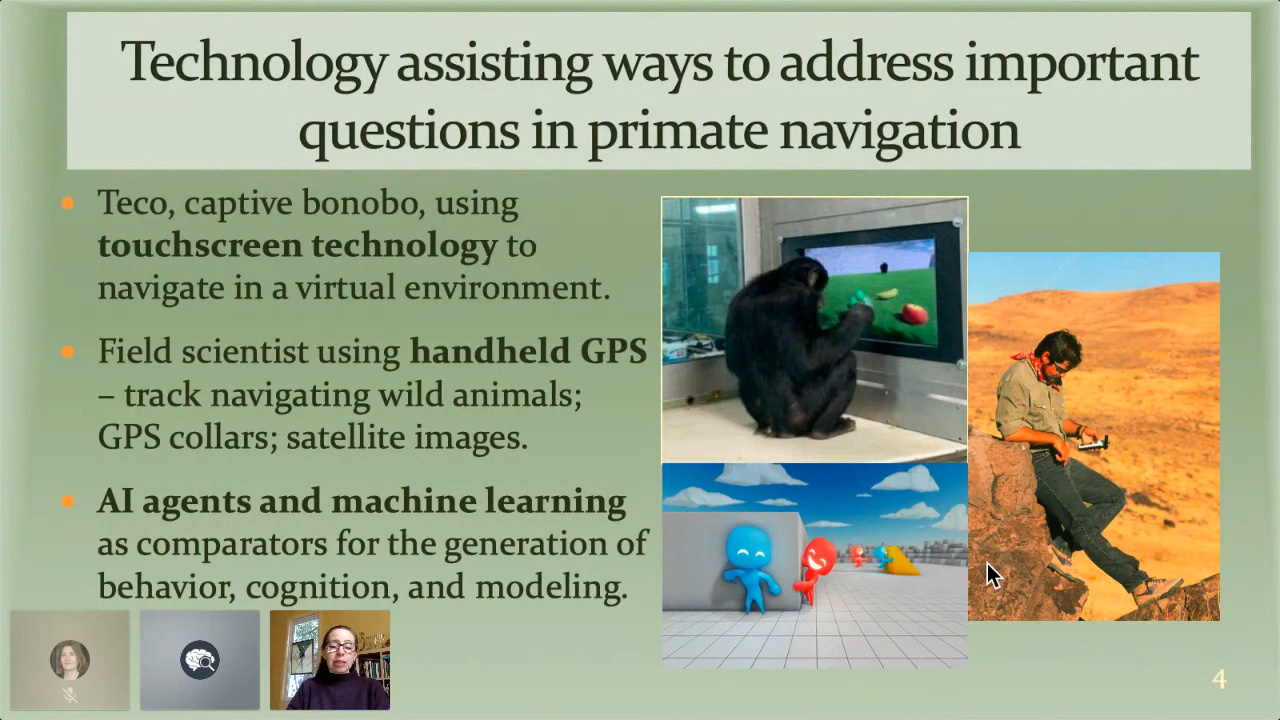 Technology assisting ways to address important
questions in primate navigation
Teco, captive bonobo, using
touchscreen technology to
navigate in a virtual environment.
Field scientist using handheld GPS
– track navigating wild animals;
GPS collars; satellite images.
AI agents and machine learning
as comparators for the generation of
behavior, cognition, and modeling.
4